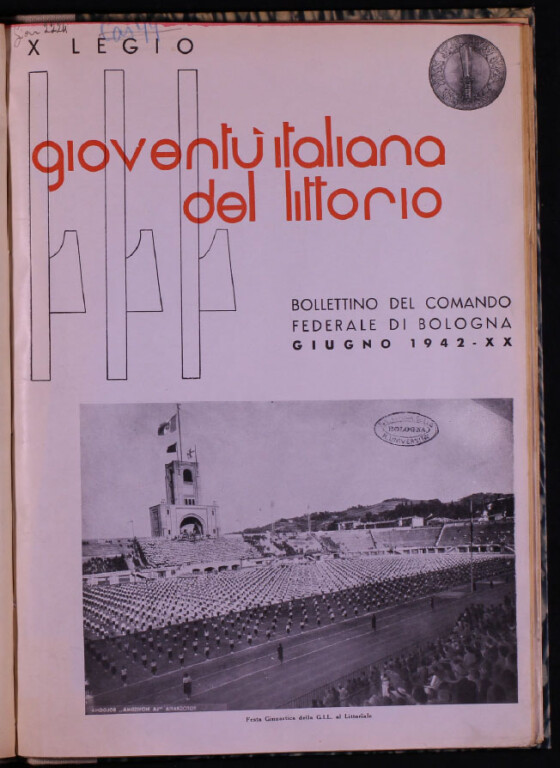 X LEGIO
gioventù italiana
del littorio
BOLLETTINO DEL COMANDO
FEDERALE DI BOLOGNA
GIUGNO 1942-XX
BOLOGNA
Festa Ginnastica della G.I.L. al Littoriale